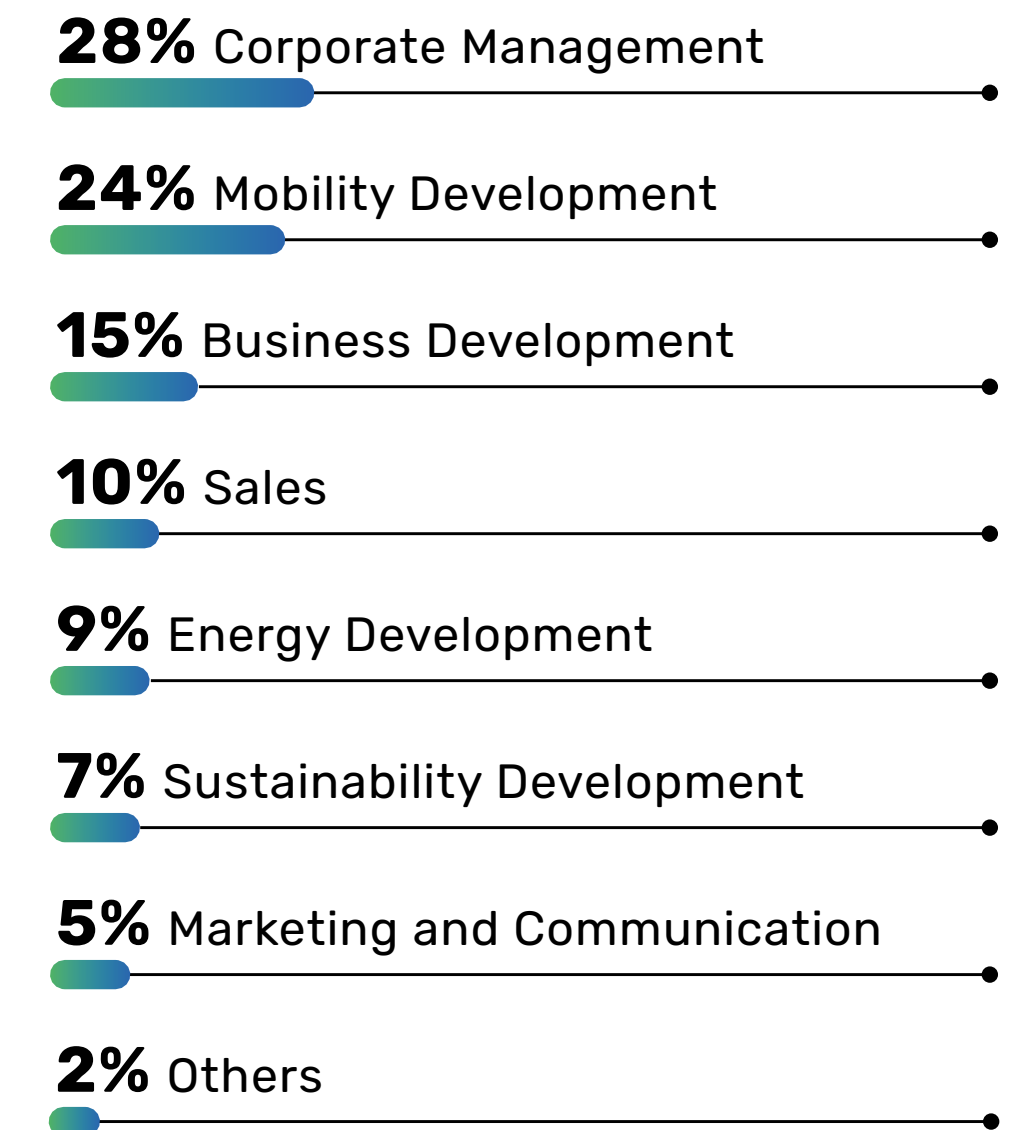 28% Corporate Management
24% Mobility Development
15% Business Development
10% Sales
9% Energy Development
7% Sustainability Development
5% Marketing and Communication
2% Others